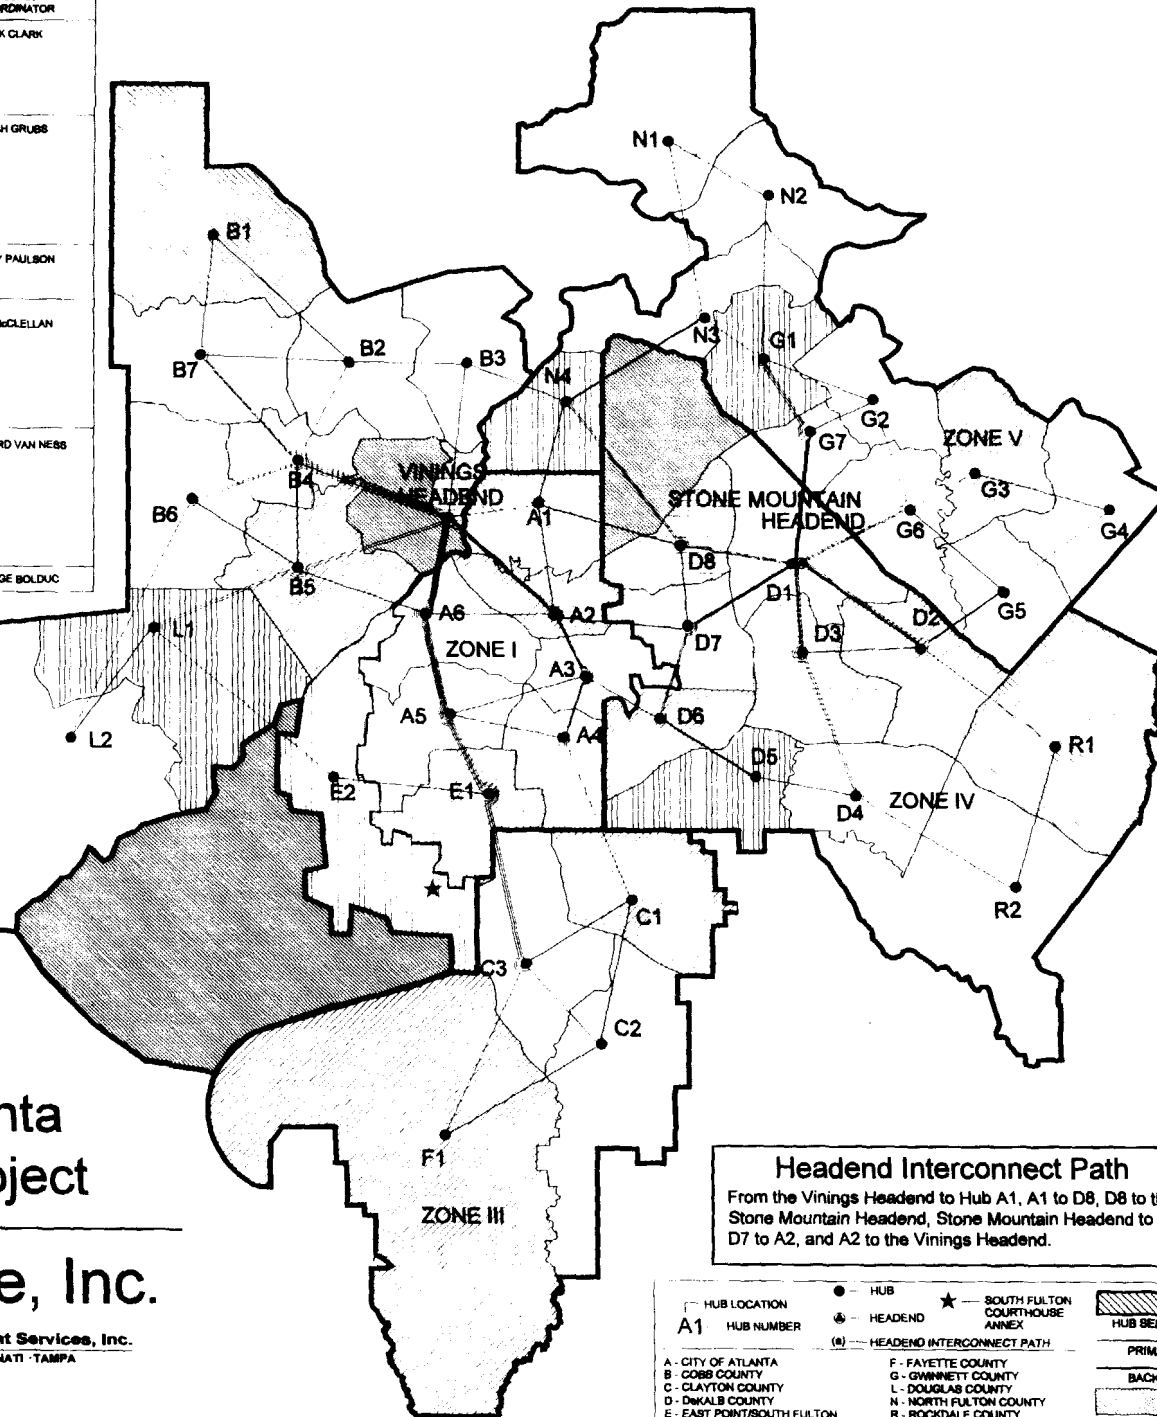 RDINATOR
K CLARK
H GRUBS
Y PAULSON
McCLELLAN
RD VAN NESS
GE BOLDUC
N1
N2
B1
N3
G1
B2
B3
B7
N4
G2
G7
ZONE V
B4
VININGS
HEADEND
G3
STONE MOUNTAIN
HEADEND
B6
A1
G6
G4
D8
B5
D1
G5
L1
A6
A2
D7
D3
D2
ZONE I
A3
A5
D6
L2
A4
R1
E2
E1
D5
D4
ZONE IV
R2
C1
C3
C2
F1
ZONE III
nta
oject
e, Inc.
nt Services, Inc.
NATI · TAMPA
Headend Interconnect Path
From the Vinings Headend to Hub A1, A1 to D8, D8 to th
Stone Mountain Headend, Stone Mountain Headend to
D7 to A2, and A2 to the Vinings Headend.
HUB LOCATION
A1 HUB NUMBER
HUB
HEADEND
(a) HEADEND INTERCONNECT PATH
SOUTH FULTON
COURTHOUSE
ANNEX
HUB SE
PRIM
BACK
A - CITY OF ATLANTA
B - COBB COUNTY
C - CLAYTON COUNTY
D - DeKALB COUNTY
E - EAST POINT/SOUTH FULTON
F - FAYETTE COUNTY
G - GWINNETT COUNTY
L - DOUGLAS COUNTY
N - NORTH FULTON COUNTY
R - ROCKDALE COUNTY